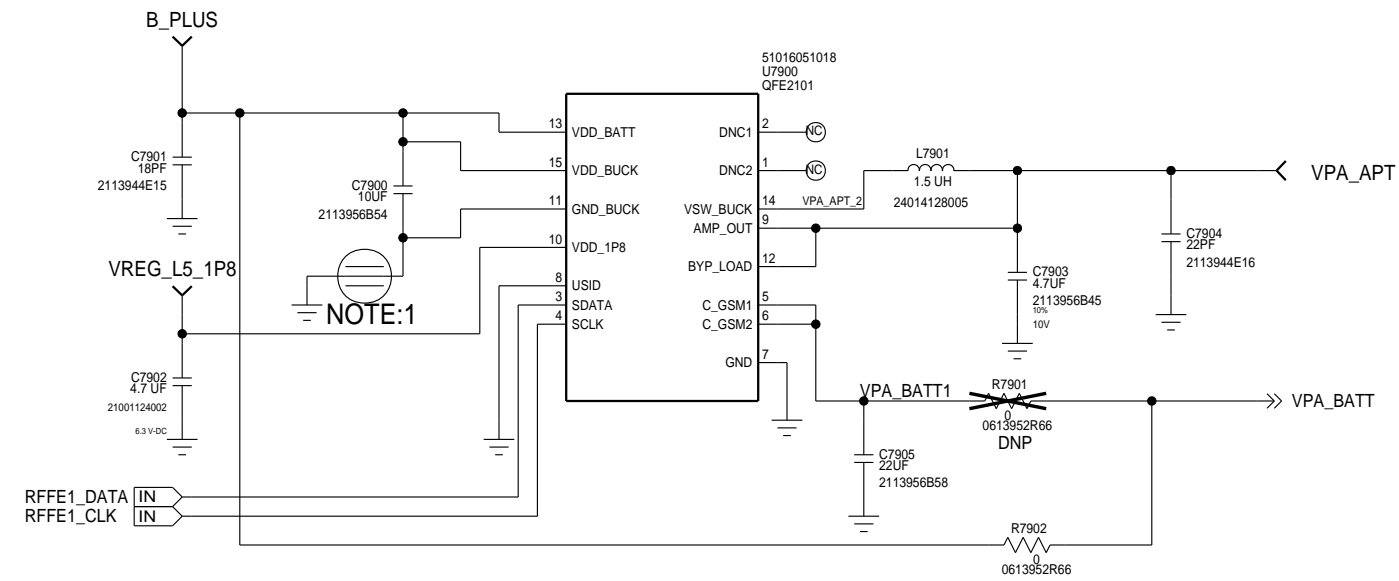 B_PLUS
51016051018
U7900
QFE2101
C7901
18PF
2113944E15
C7900
10UF
2113956B54
13 VDD_BATT
15 VDD_BUCK
11 GND_BUCK
10 VDD_1P8
8 USID
3 SDATA
4 SCLK
DNC1 2 NC
DNC2 1 NC
VSW_BUCK 14 VPA_APT_2
AMP_OUT 9
BYP_LOAD 12
C_GSM1 5
C_GSM2 6
GND 7
L7901
1.5 UH
24014128005
VPA_APT
C7904
22PF
2113944E16
C7903
4.7UF
2113956B45
10%
10V
VREG_L5_1P8
NOTE:1
C7902
4.7 UF
21001124002
6.3 V-DC
VPA_BATT1
R7901
0
0613952R66
DNP
VPA_BATT
C7905
22UF
2113956B58
RFFE1_DATA IN
RFFE1_CLK IN
R7902
0
0613952R66